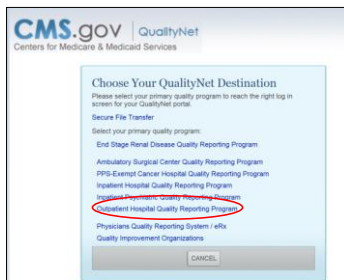 CMS.gov | QualityNet
Centers for Medicare & Medicaid Services
Choose Your QualityNet Destination
Please select your primary quality program to reach the right log in
screen for your QualityNet portal.
Secure File Transfer
Select your primary quality program:
End Stage Renal Disease Quality Reporting Program
Ambulatory Surgical Center Quality Reporting Program
PPS-Exempt Cancer Hospital Quality Reporting Program
Inpatient Hospital Quality Reporting Program
Inpatient Psychiatric Quality Reporting Program
Outpatient Hospital Quality Reporting Program
Physicians Quality Reporting System / eRx
Quality Improvement Organizations
CANCEL